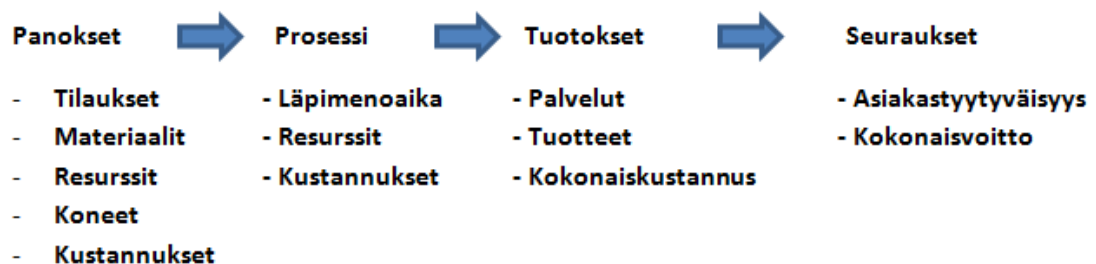 Panokset Prosessi Tuotokset Seuraukset
- Tilaukset - Läpimenoaika - Palvelut - Asiakastyytyväisyys
- Materiaalit - Resurssit - Tuotteet - Kokonaisvoitto
- Resurssit - Kustannukset - Kokonaiskustannus
- Koneet
- Kustannukset